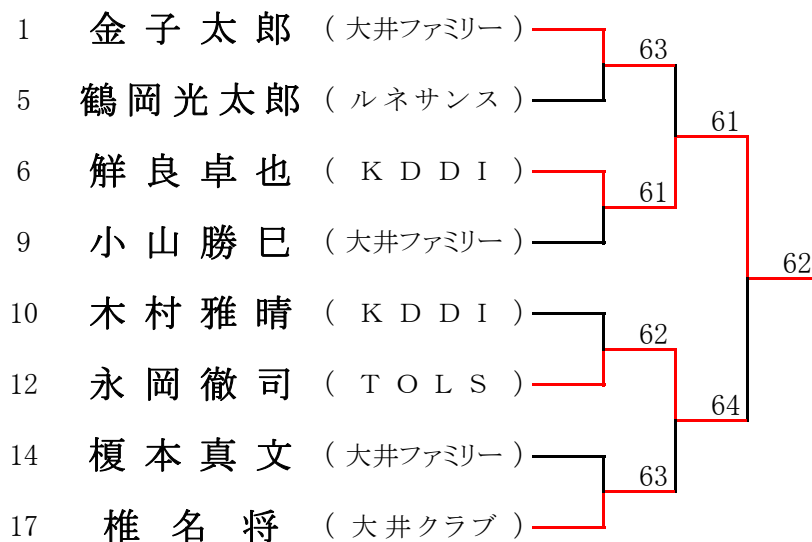 1 金子太郎 (大井ファミリー)
63
5 鶴岡光太郎 (ルネサンス)
61
6 鮮良卓也 (KDDI)
61
9 小山勝巳 (大井ファミリー)
62
10 木村雅晴 (KDDI)
62
12 永岡徹司 (TOLS)
64
14 榎本真文 (大井ファミリー)
63
17 椎名将 (大井クラブ)